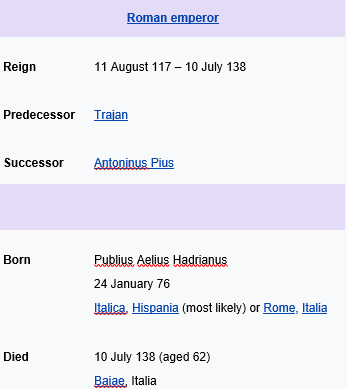 Roman emperor
Reign 11 August 117 – 10 July 138
Predecessor Trajan
Successor Antoninus Pius
Born Publius Aelius Hadrianus
24 January 76
Italica, Hispania (most likely) or Rome, Italia
Died 10 July 138 (aged 62)
Baiae, Italia